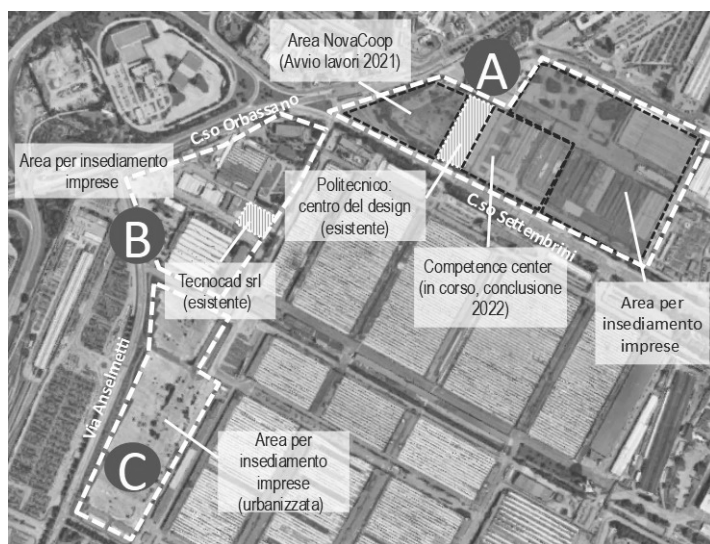 Area NovaCoop
(Avvio lavori 2021)
A
C.so Orbassano
Area per insediamento
imprese
Politecnico:
centro del design
(esistente)
C.so Settembrini
B
Tecnocad srl
(esistente)
Competence center
(in corso, conclusione
2022)
Area per
insediamento
imprese
Via Anselmetti
C
Area per
insediamento
imprese
(urbanizzata)